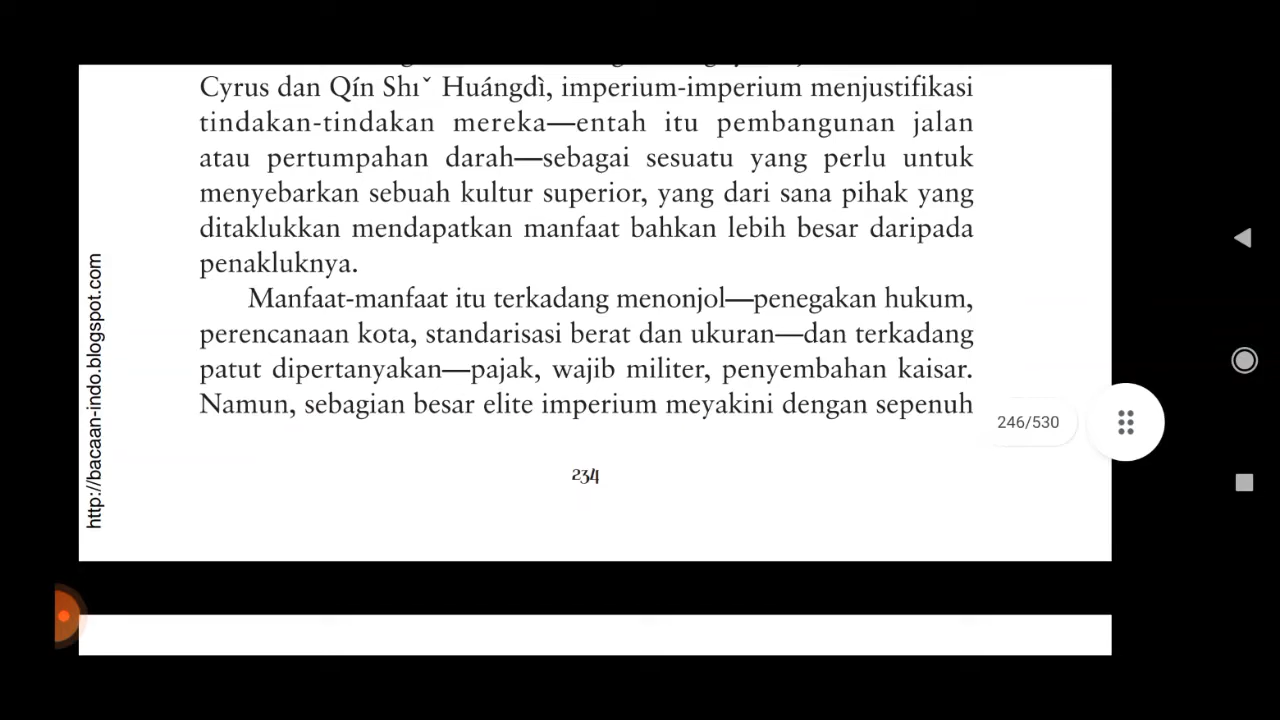 Cyrus dan Qín Shıˇ Huángdì, imperium-imperium menjustifikasi
tindakan-tindakan mereka—entah itu pembangunan jalan
atau pertumpahan darah—sebagai sesuatu yang perlu untuk
menyebarkan sebuah kultur superior, yang dari sana pihak yang
ditaklukkan mendapatkan manfaat bahkan lebih besar daripada
penakluknya.
Manfaat-manfaat itu terkadang menonjol—penegakan hukum,
perencanaan kota, standarisasi berat dan ukuran—dan terkadang
patut dipertanyakan—pajak, wajib militer, penyembahan kaisar.
Namun, sebagian besar elite imperium meyakini dengan sepenuh
234
http://bacaan-indo.blogspot.com
246/530